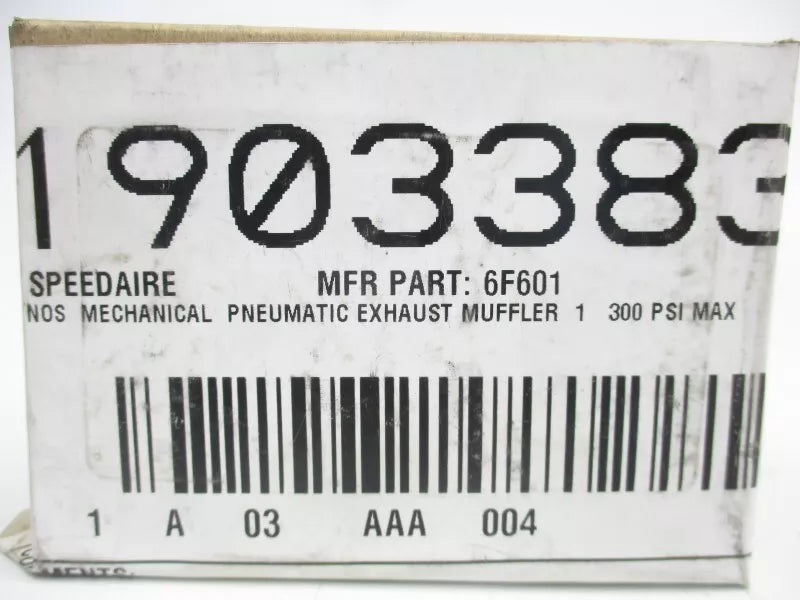 1903383
SPEEDAIRE MFR PART: 6F601
NOS MECHANICAL PNEUMATIC EXHAUST MUFFLER 1 300 PSI MAX
1 A 03 AAA 004